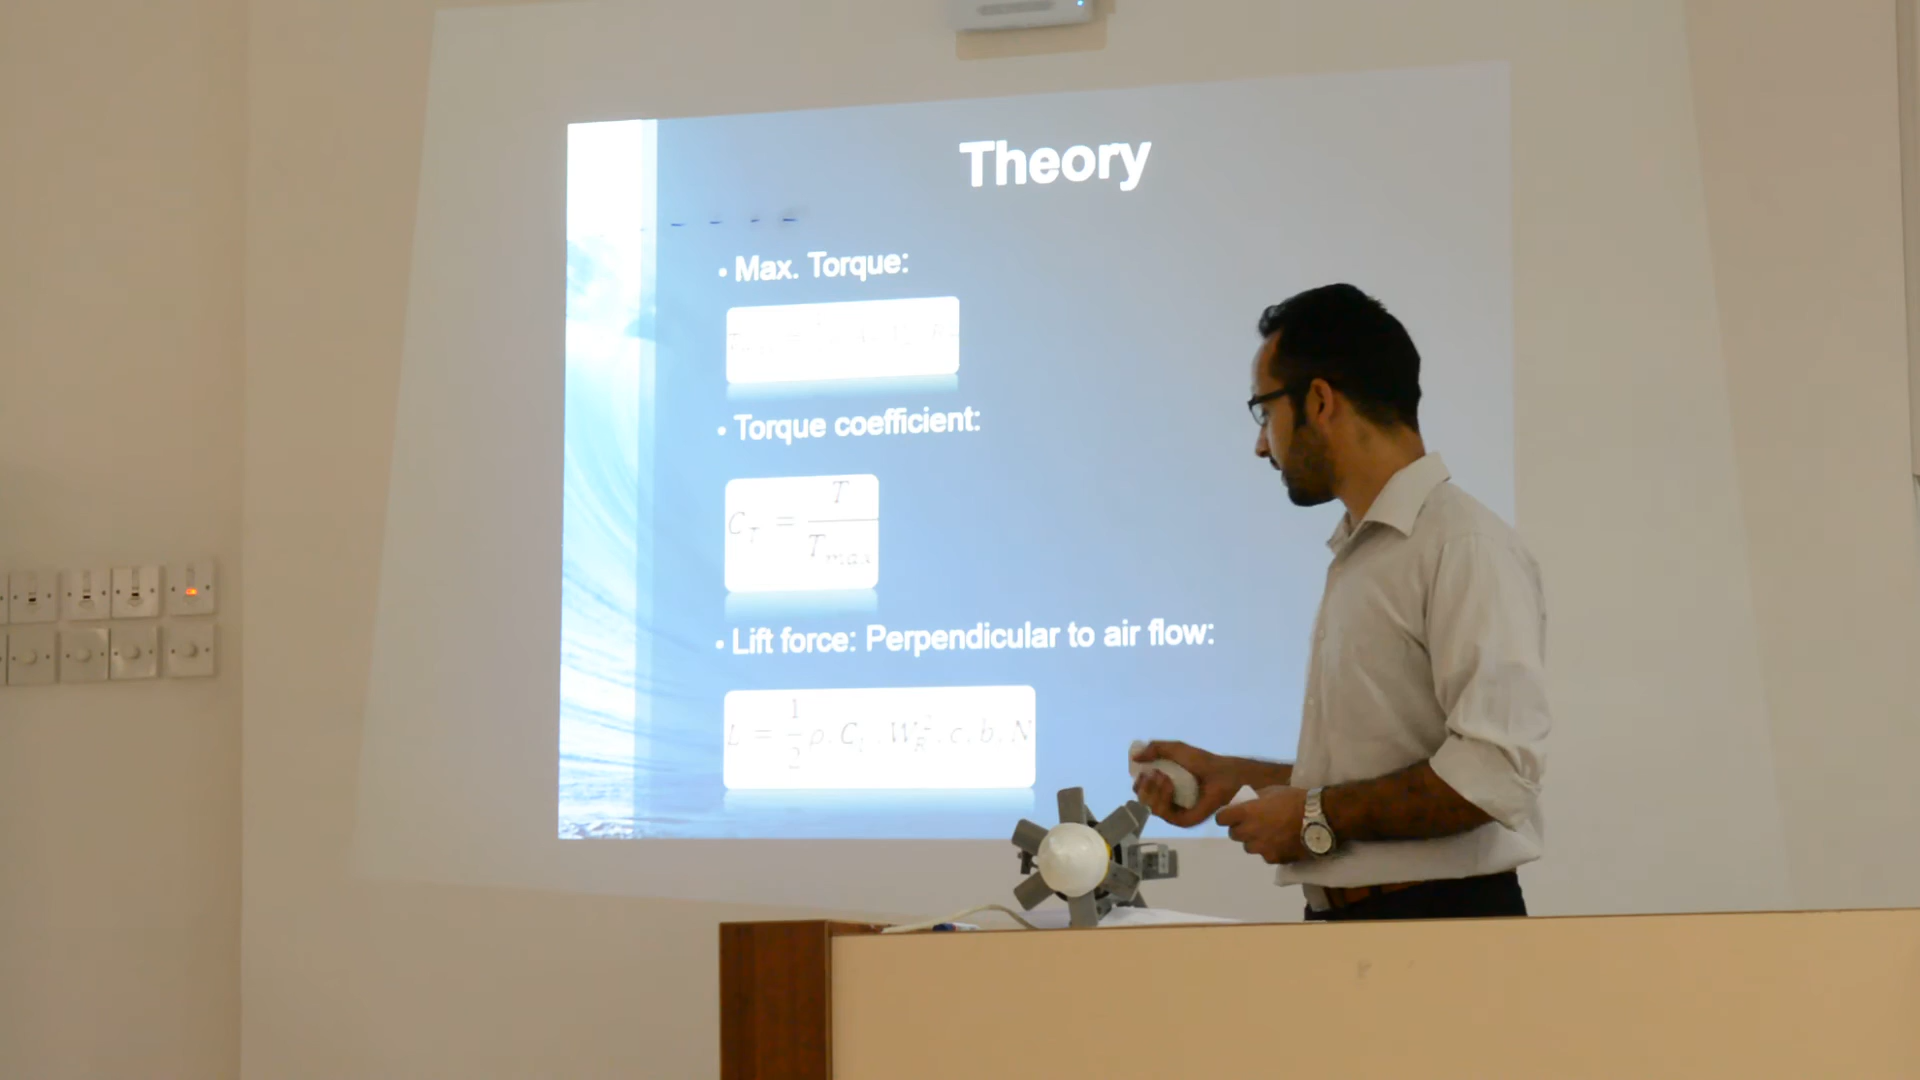 Theory
• Max. Torque:
• Torque coefficient:
C_T = T / T_max
• Lift force: Perpendicular to air flow:
L = 1/2 ρ. C_L. W_R^2. c. b. N